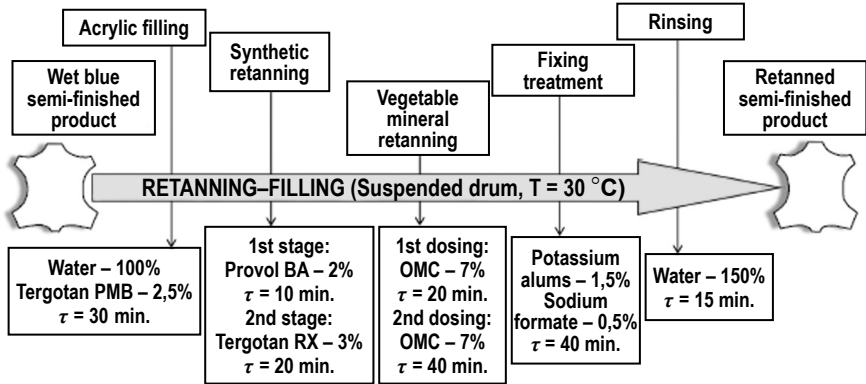 Acrylic filling
Synthetic
retanning
Fixing
treatment
Rinsing
Wet blue
semi-finished
product
Vegetable
mineral
retanning
Retanned
semi-finished
product
RETANNING–FILLING (Suspended drum, T = 30 °C)
Water – 100%
Tergotan PMB – 2,5%
τ = 30 min.
1st stage:
Provol BA – 2%
τ = 10 min.
2nd stage:
Tergotan RX – 3%
τ = 20 min.
1st dosing:
OMC – 7%
τ = 20 min.
2nd dosing:
OMC – 7%
τ = 40 min.
Potassium
alums – 1,5%
Sodium
formate – 0,5%
τ = 40 min.
Water – 150%
τ = 15 min.